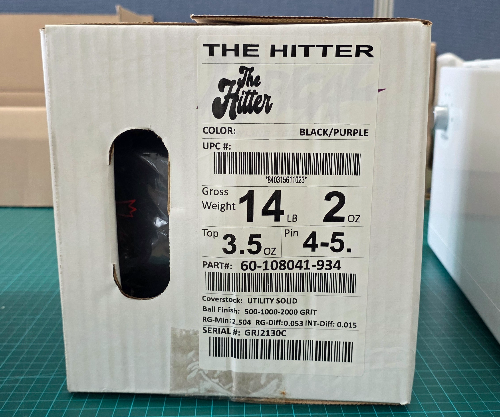 THE HITTER
The
Hitter
COLOR: BLACK/PURPLE
UPC #:
Gross
Weight 14 LB 2 OZ
Top 3.5 OZ Pin 4-5.
PART#: 60-108041-934
Coverstock: UTILITY SOLID
Ball Finish: 500-1000-2000 GRIT
RG-Min:2.504 RG-Diff:0.053 INT-Diff: 0.015
SERIAL#: GRJ2130C